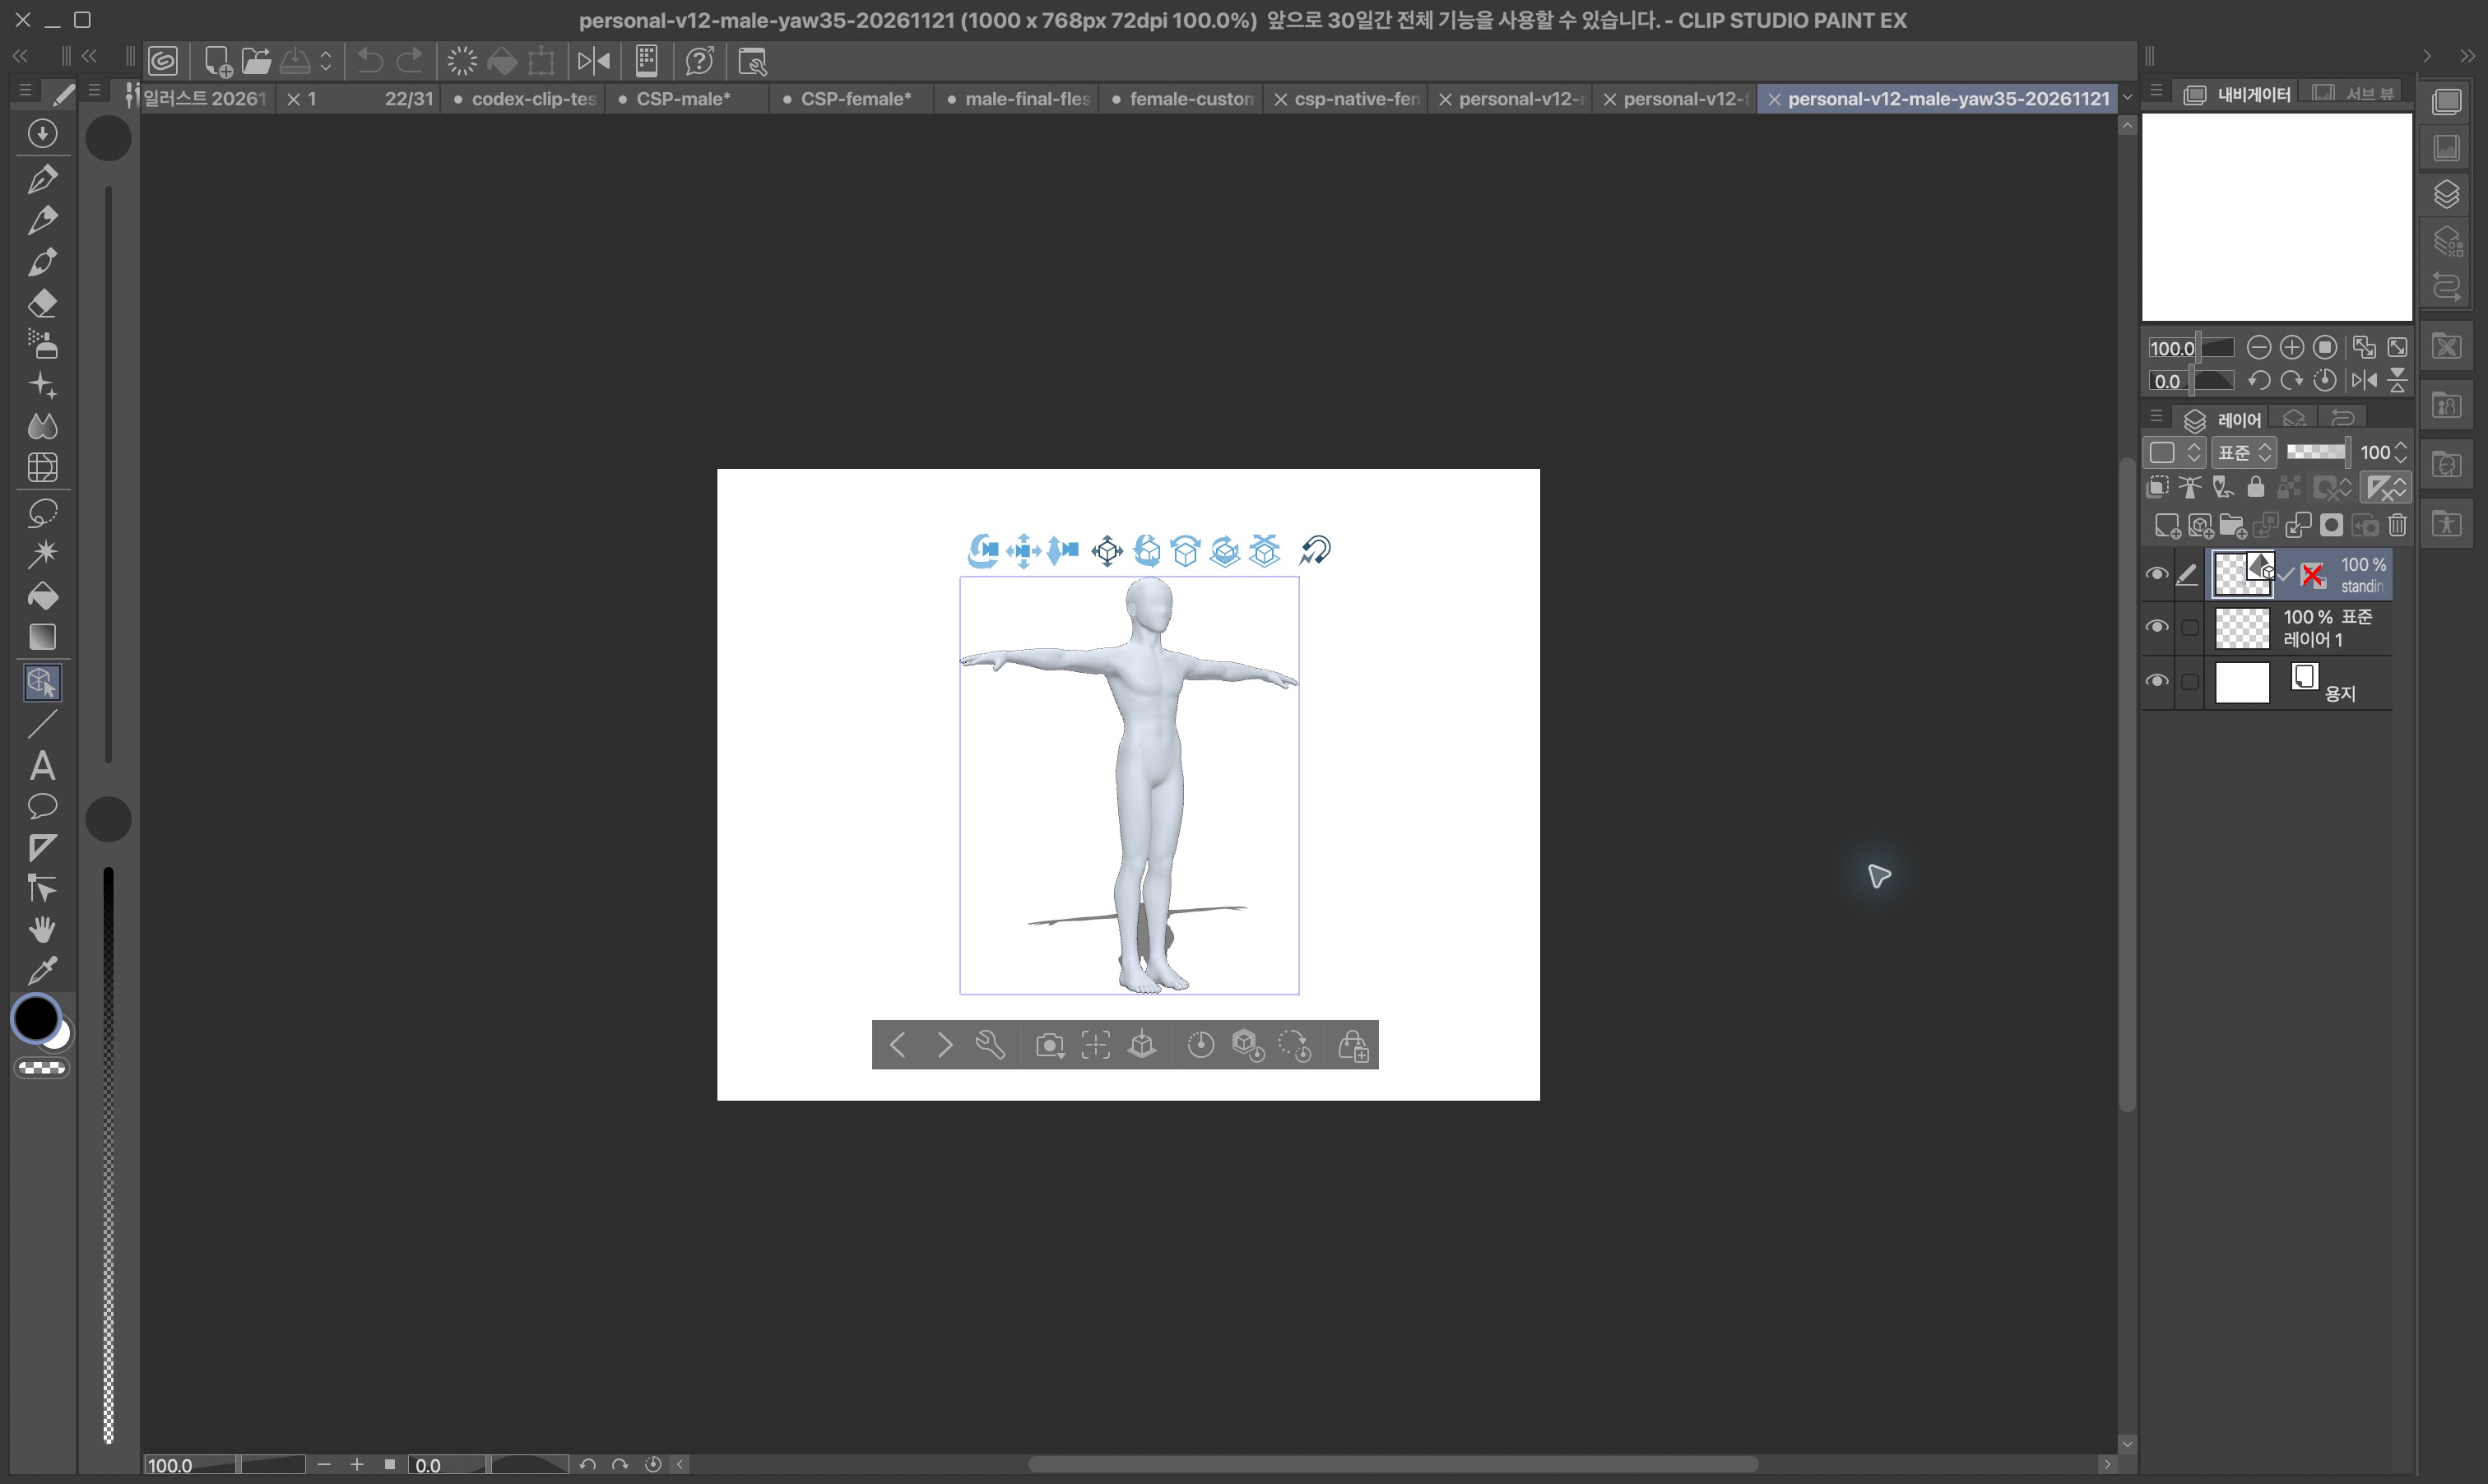 personal-v12-male-yaw35-20261121 (1000 x 768px 72dpi 100.0%) 앞으로 30일간 전체 기능을 사용할 수 있습니다. - CLIP STUDIO PAINT EX
일러스트 20261
1 22/31
codex-clip-tes
CSP-male*
CSP-female*
male-final-fles
female-custom
csp-native-fen
personal-v12-
personal-v12-f
personal-v12-male-yaw35-20261121
내비게이터
서브 뷰
100.0
0.0
레이어
표준
100
100 %
standin
100 % 표준
레이어 1
용지
A
100.0
0.0